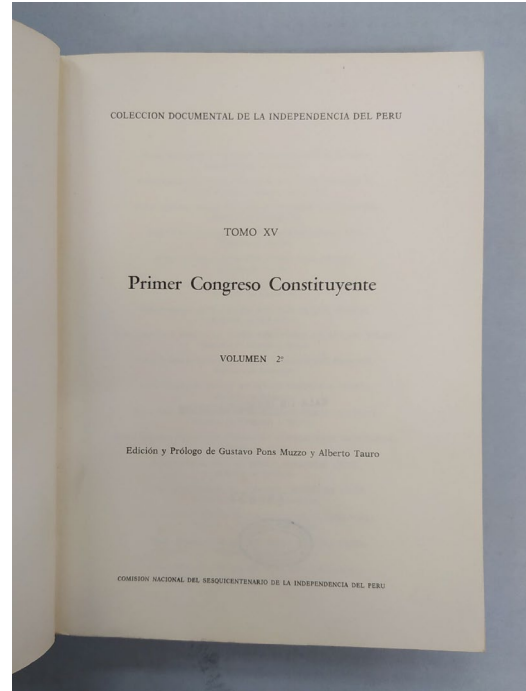 COLECCION DOCUMENTAL DE LA INDEPENDENCIA DEL PERU
TOMO XV
Primer Congreso Constituyente
VOLUMEN 2º
Edición y Prólogo de Gustavo Pons Muzzo y Alberto Tauro
COMISION NACIONAL DEL SESQUICENTENARIO DE LA INDEPENDENCIA DEL PERU